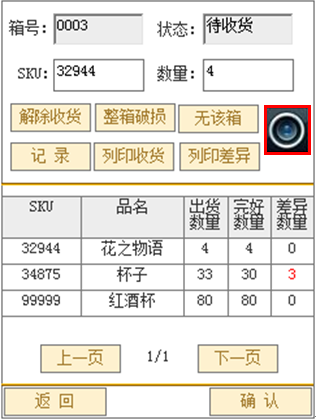 箱号: 0003 状态: 待收货
SKU: 32944 数量: 4
解除收货 整箱破损 无该箱
记 录 列印收货 列印差异
SKU 品名 出货数量 完好数量 差异数量
32944 花之物语 4 4 0
34875 杯子 33 30 3
99999 红酒杯 80 80 0
上一页 1/1 下一页
返 回 确 认